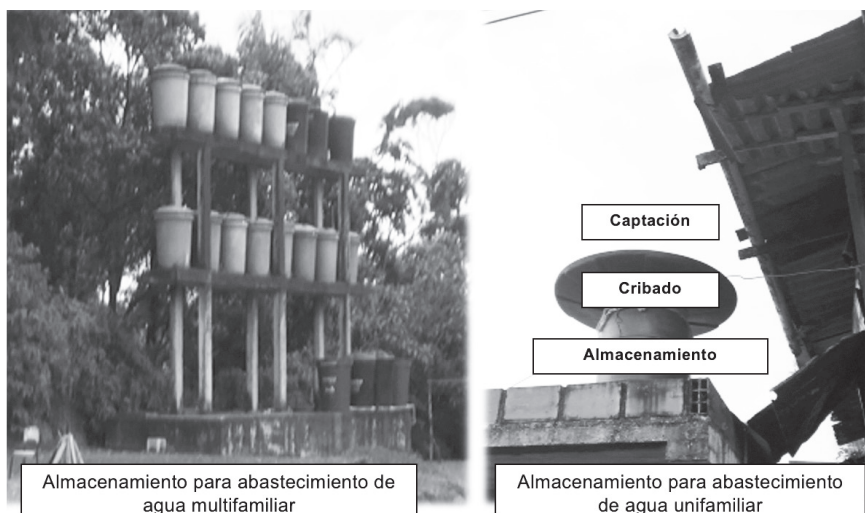 Captación
Cribado
Almacenamiento
Almacenamiento para abastecimiento de
agua multifamiliar
Almacenamiento para abastecimiento
de agua unifamiliar